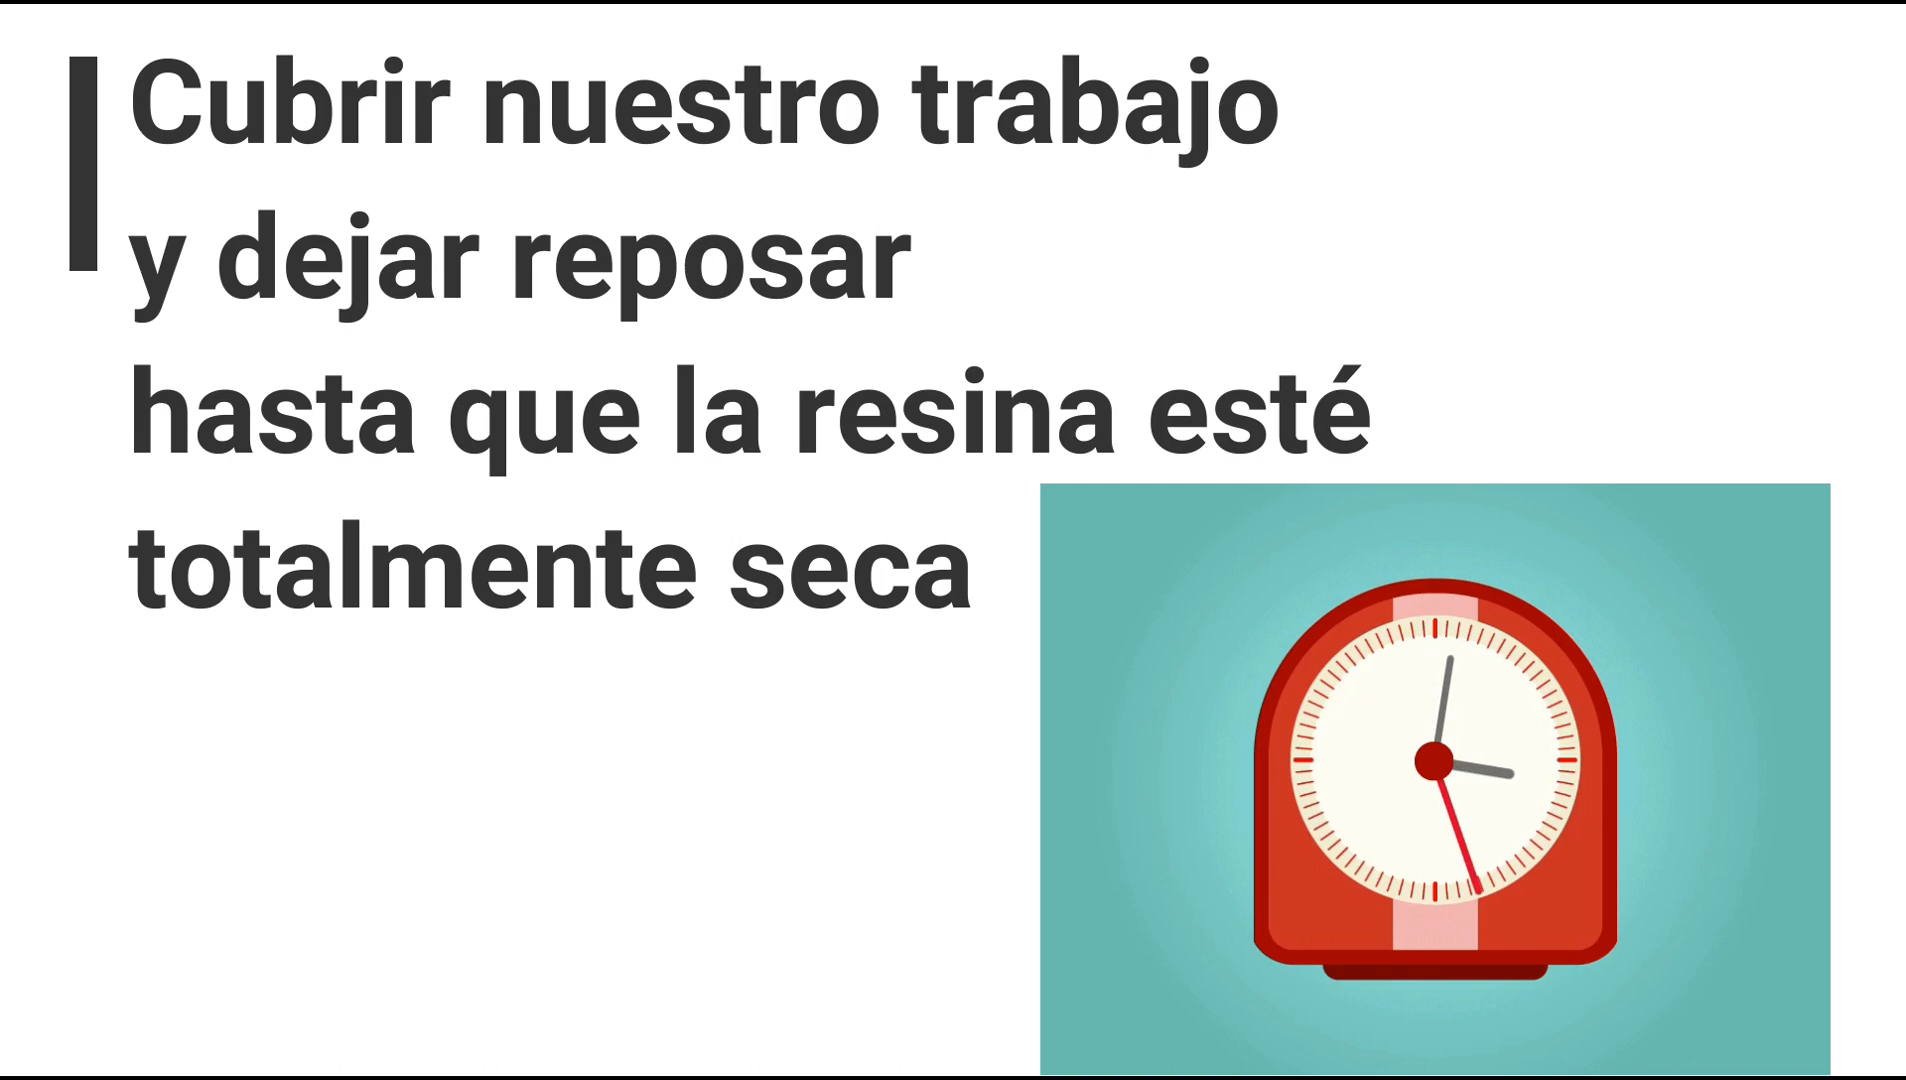 Cubrir nuestro trabajo
y dejar reposar
hasta que la resina esté
totalmente seca